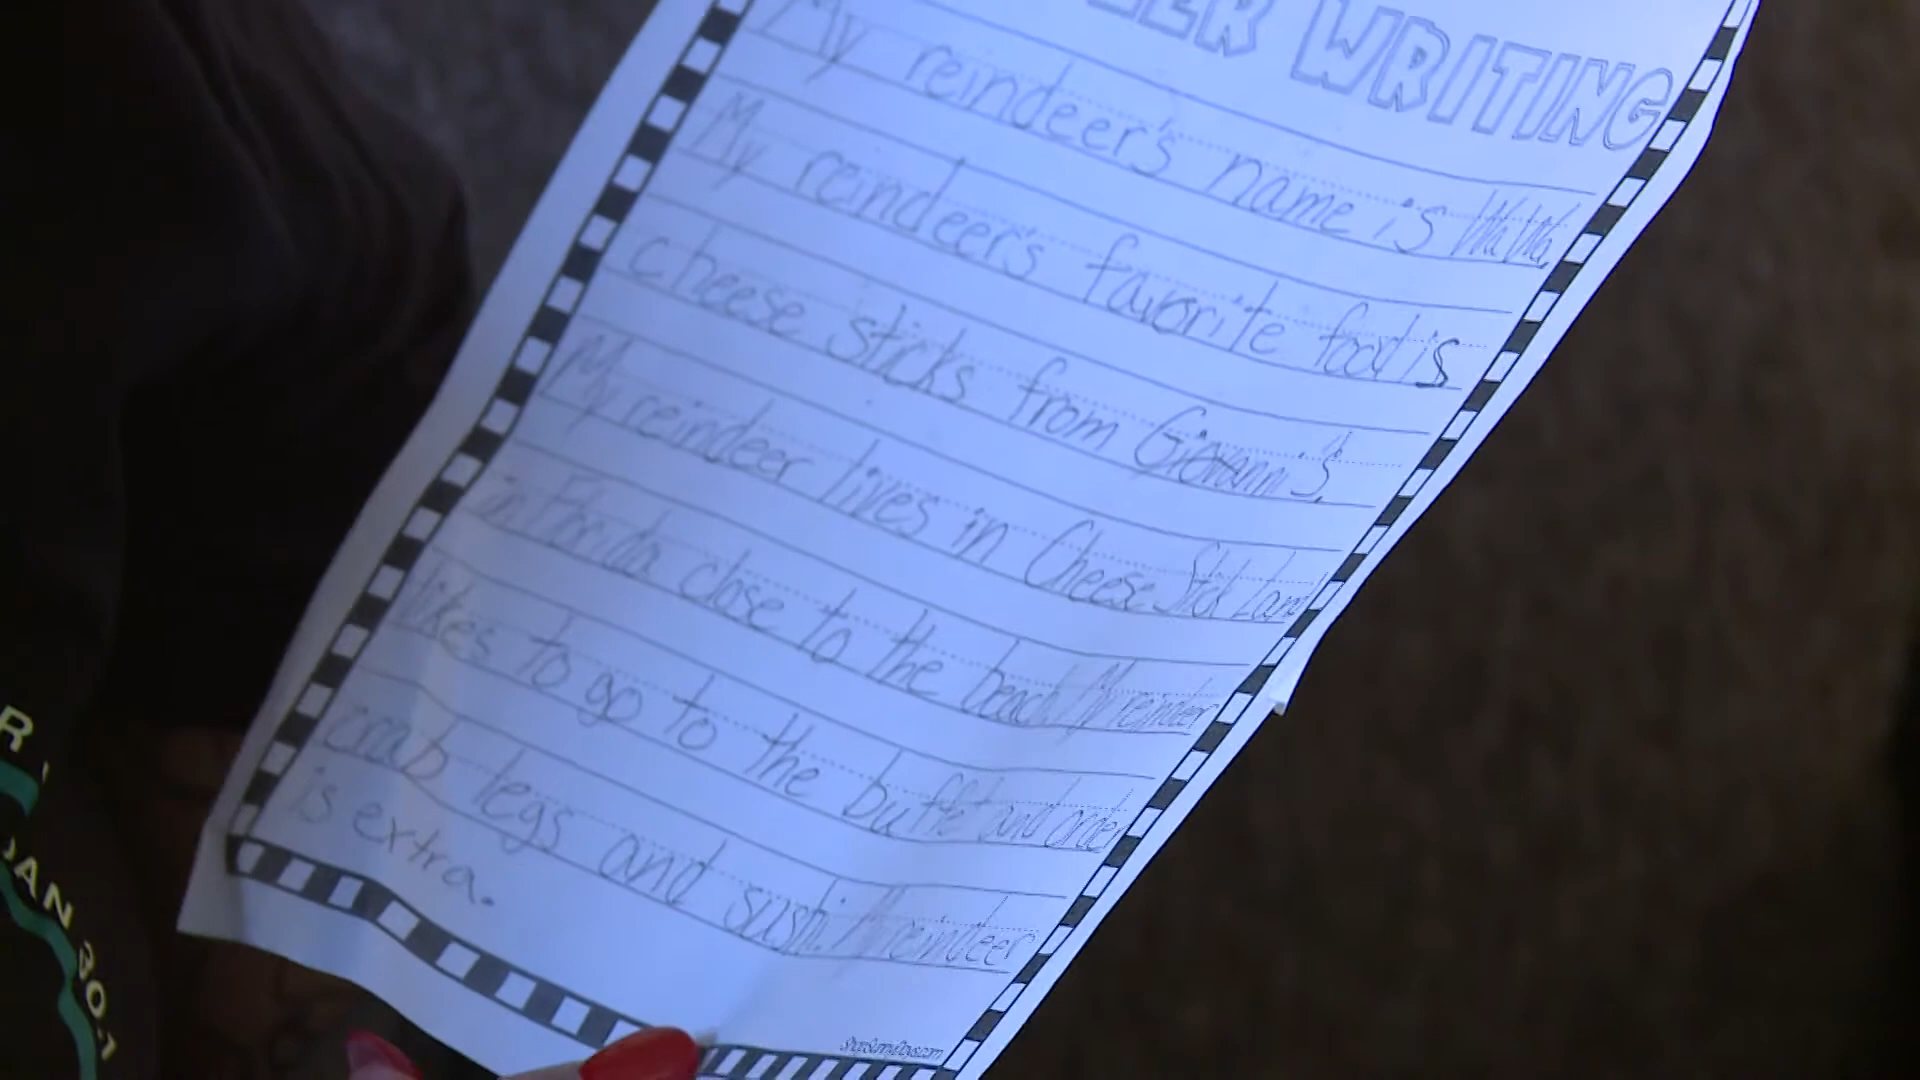 EER WRITING
My reindeer's name is WaWa.
My reindeer's favorite food is
cheese sticks from Giovanni's.
My reindeer lives in Cheese Stick Land
in Florida close to the beach. My reindeer
likes to go to the buffet and order
crab legs and sushi. My reindeer
is extra.